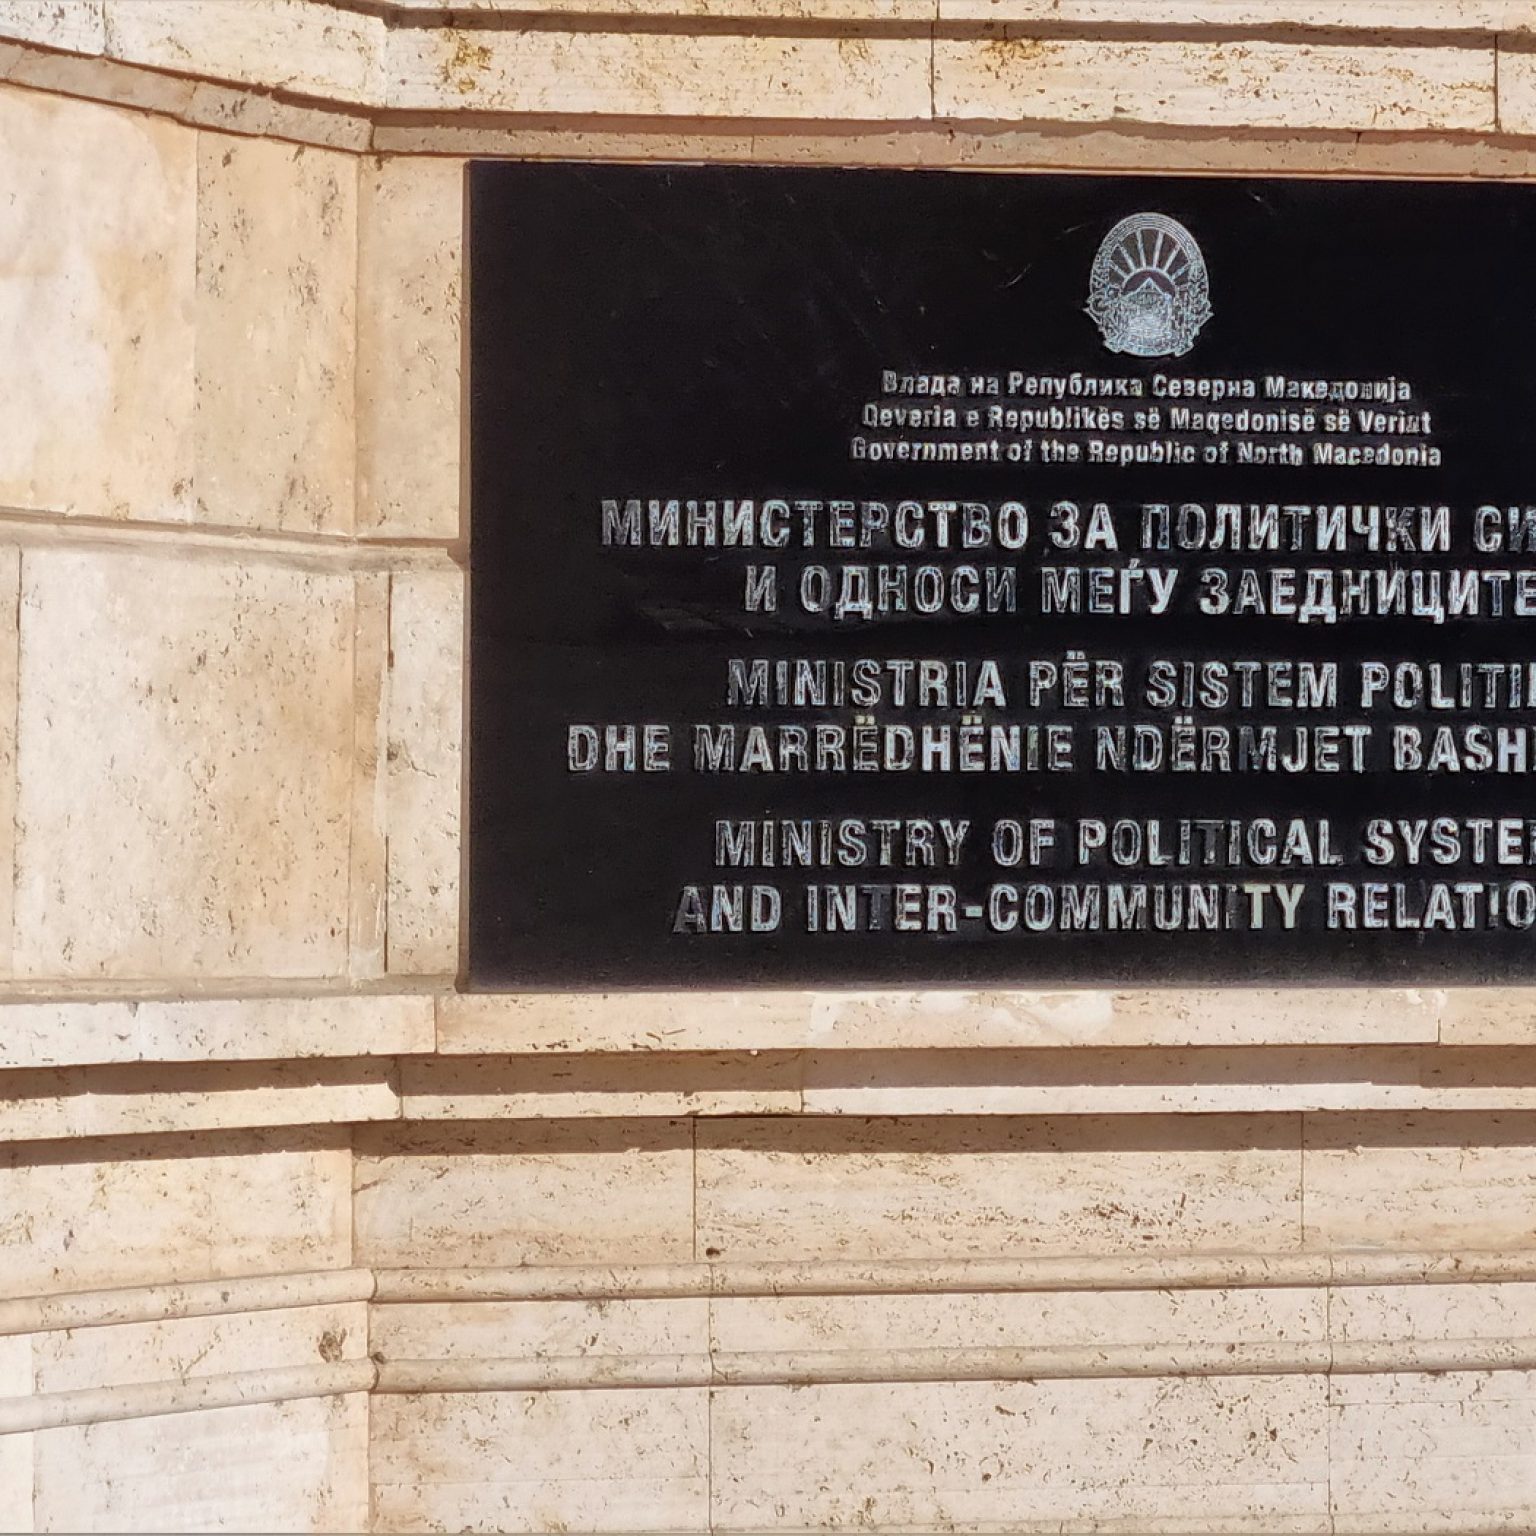 Влада на Република Северна Македонија
Qeveria e Republikës së Maqedonisë së Veriut
Government of the Republic of North Macedonia
МИНИСТЕРСТВО ЗА ПОЛИТИЧКИ
И ОДНОСИ МЕЃУ ЗАЕДНИЦИТЕ
MINISTRIA PËR SISTEM
DHE MARRËDHËNIE NDËRMJET
MINISTRY OF POLITICAL
AND INTER-COMMUNITY